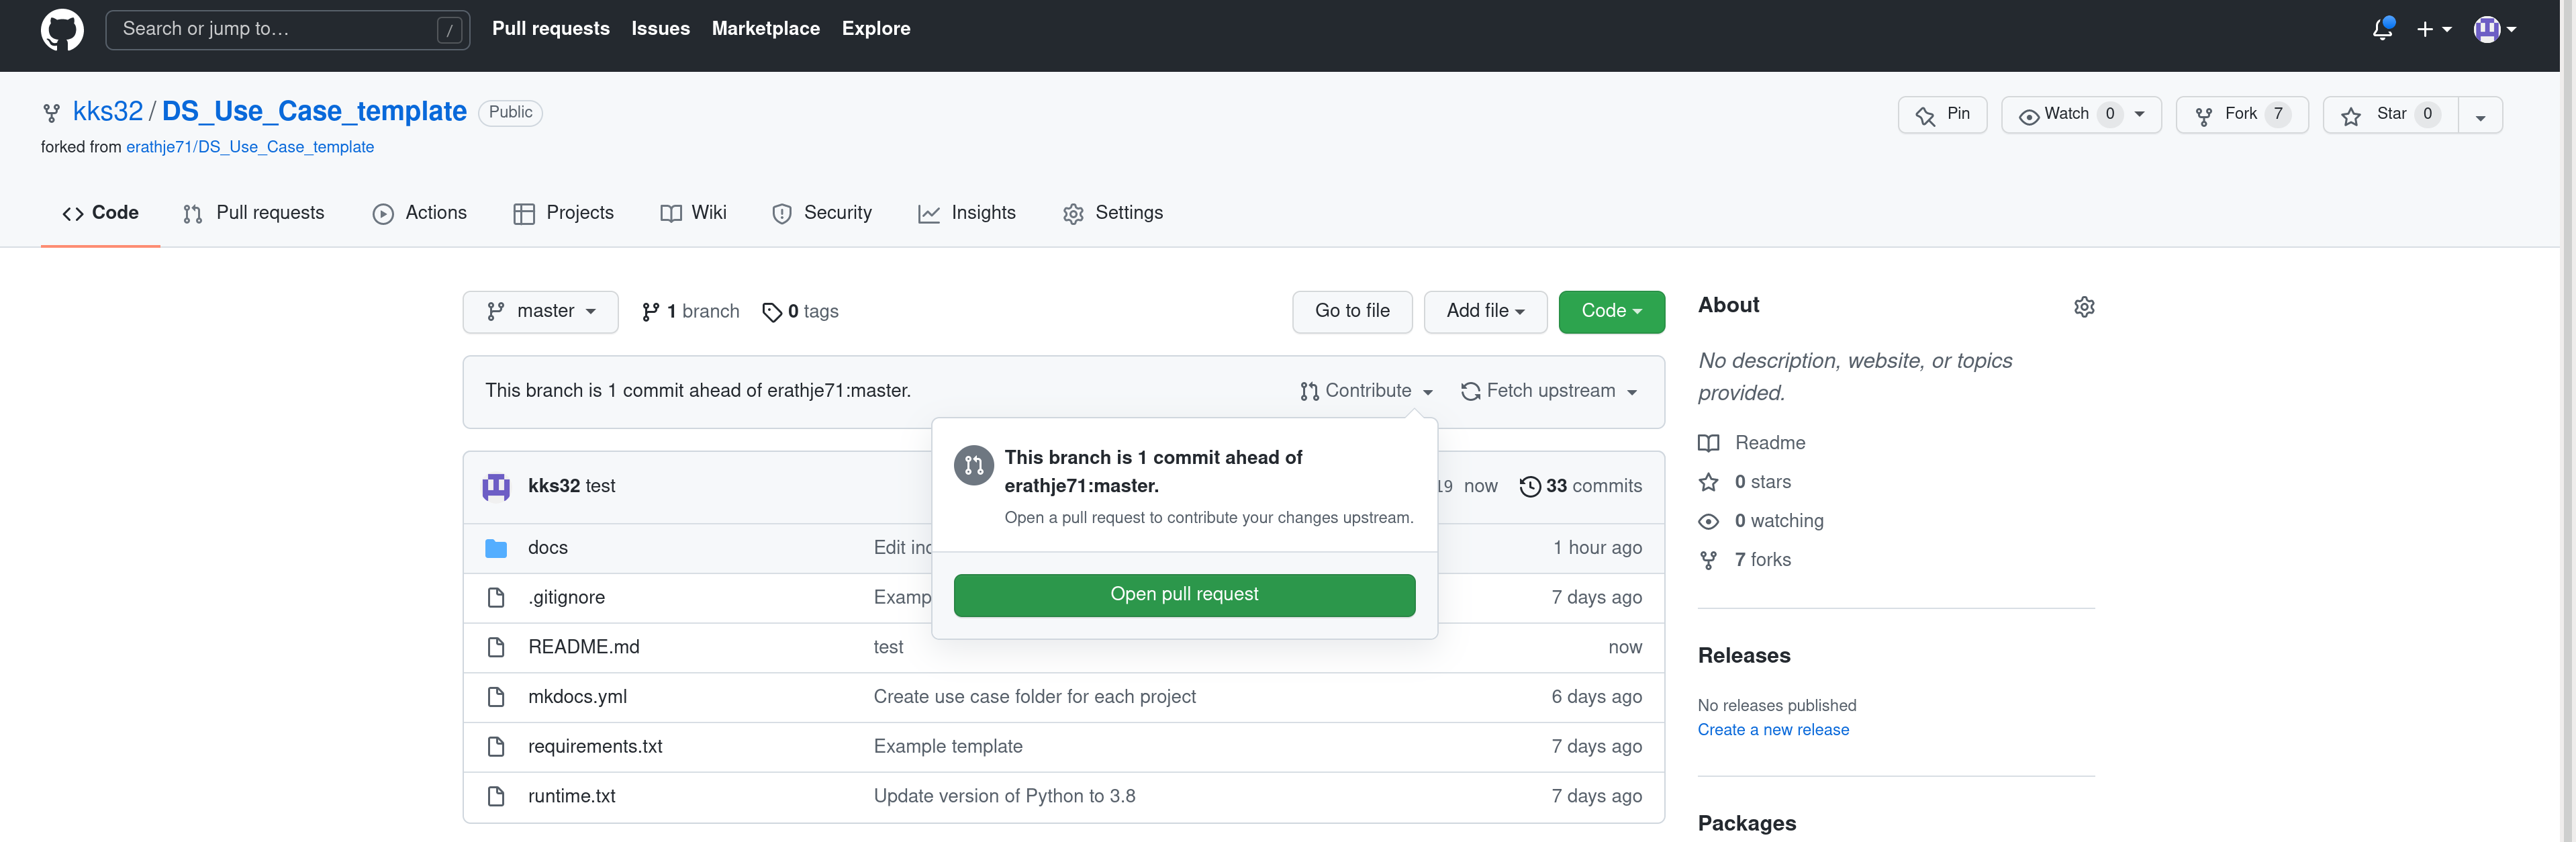 Search or jump to… /
Pull requests Issues Marketplace Explore
kks32 / DS_Use_Case_template Public
forked from erathje71/DS_Use_Case_template
Pin Watch 0 Fork 7 Star 0
Code Pull requests Actions Projects Wiki Security Insights Settings
master 1 branch 0 tags Go to file Add file Code
This branch is 1 commit ahead of erathje71:master. Contribute Fetch upstream
This branch is 1 commit ahead of
erathje71:master.
Open a pull request to contribute your changes upstream.
Open pull request
kks32 test 19 now 33 commits
docs Edit 1 hour ago
.gitignore 7 days ago
README.md test now
mkdocs.yml Create use case folder for each project 6 days ago
requirements.txt Example template 7 days ago
runtime.txt Update version of Python to 3.8 7 days ago
About
No description, website, or topics
provided.
Readme
0 stars
0 watching
7 forks
Releases
No releases published
Create a new release
Packages